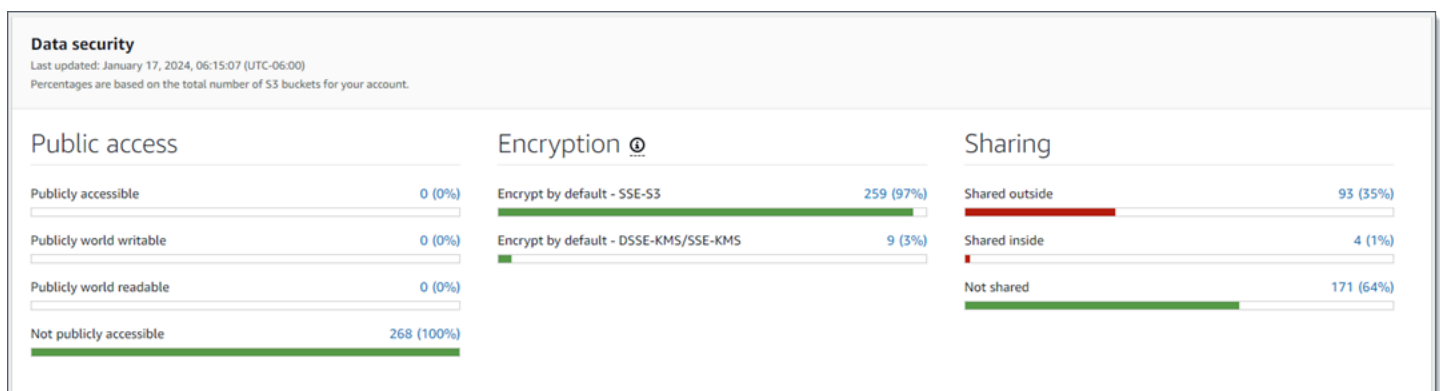 Data security
Last updated: January 17, 2024, 06:15:07 (UTC-06:00)
Percentages are based on the total number of S3 buckets for your account.
Public access
Publicly accessible 0 (0%)
Publicly world writable 0 (0%)
Publicly world readable 0 (0%)
Not publicly accessible 268 (100%)
Encryption
Encrypt by default - SSE-S3 259 (97%)
Encrypt by default - DSSE-KMS/SSE-KMS 9 (3%)
Sharing
Shared outside 93 (35%)
Shared inside 4 (1%)
Not shared 171 (64%)